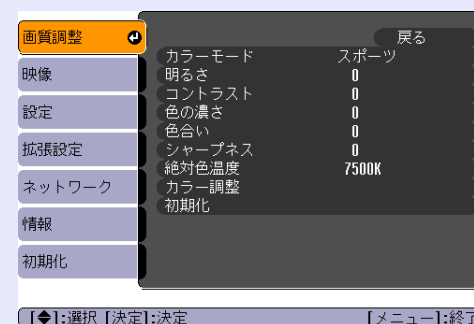 画質調整
映像
設定
拡張設定
ネットワーク
情報
初期化
戻る
カラーモード スポーツ
明るさ 0
コントラスト 0
色の濃さ 0
色合い 0
シャープネス 0
絶対色温度 7500K
カラー調整
初期化
[◆]:選択 [決定]:決定 [メニュー]:終了